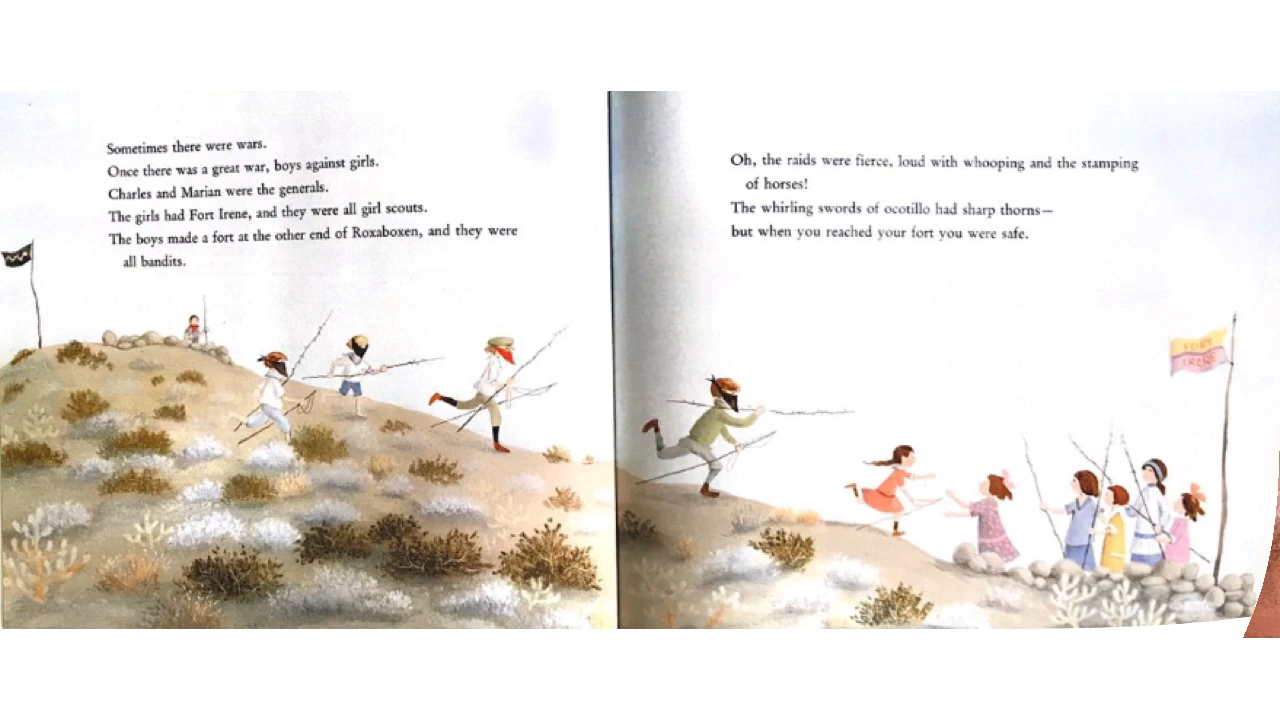 Sometimes there were wars.
Once there was a great war, boys against girls.
Charles and Marian were the generals.
The girls had Fort Irene, and they were all girl scouts.
The boys made a fort at the other end of Roxaboxen, and they were
all bandits.
Oh, the raids were fierce, loud with whooping and the stamping
of horses!
The whirling swords of ocotillo had sharp thorns—
but when you reached your fort you were safe.
FORT
IRENE